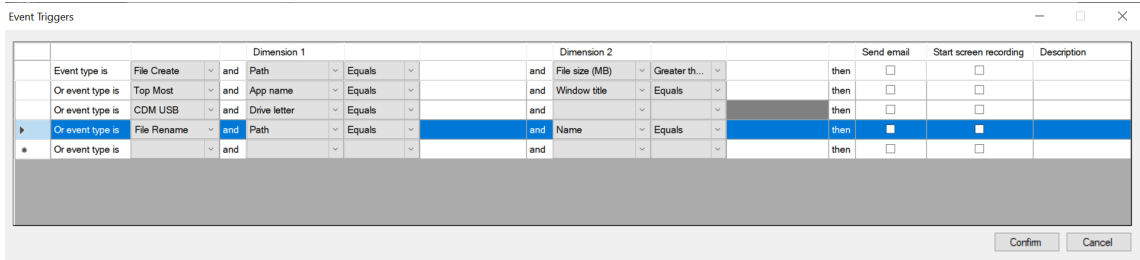 Event Triggers
Dimension 1 Dimension 2 Send email Start screen recording Description
Event type is File Create and Path Equals and File size (MB) Greater th... then
Or event type is Top Most and App name Equals and Window title Equals then
Or event type is CDM USB and Drive letter Equals and then
Or event type is File Rename and Path Equals and Name Equals then
Or event type is and and then
Confirm Cancel